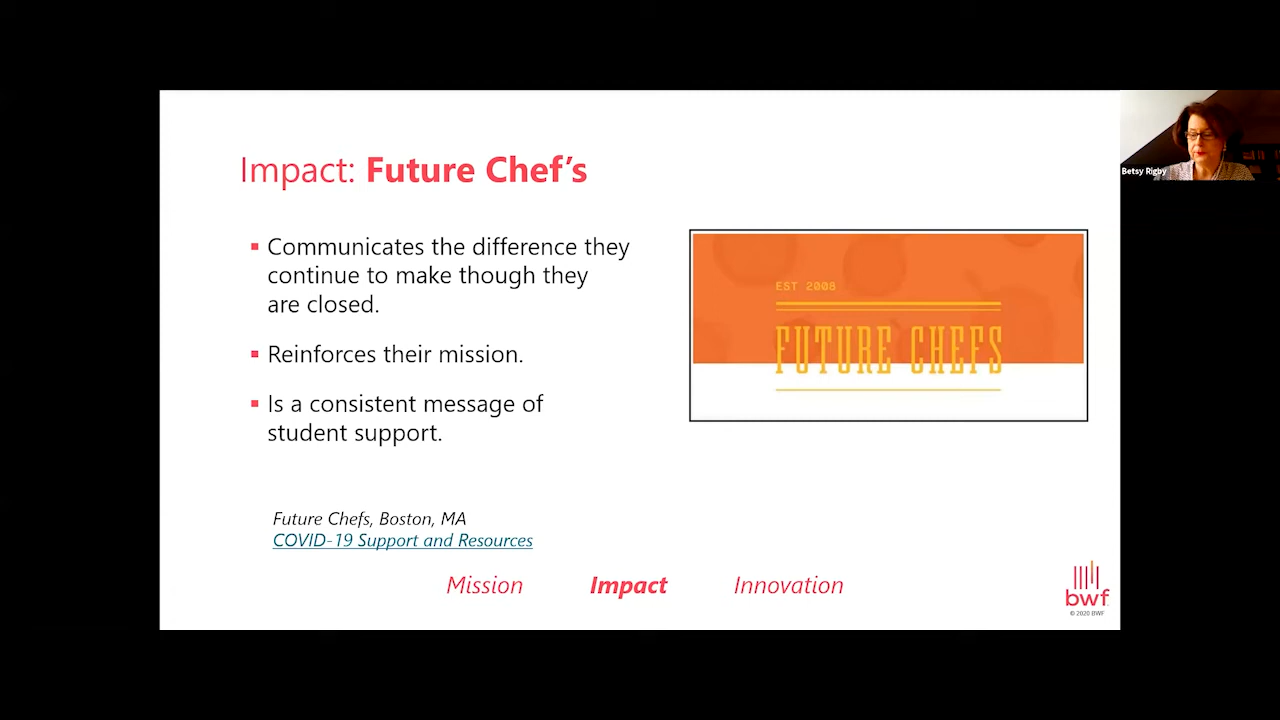 Impact: Future Chef's
▪ Communicates the difference they
continue to make though they
are closed.
▪ Reinforces their mission.
▪ Is a consistent message of
student support.
EST 2008
FUTURE CHEFS
Future Chefs, Boston, MA
COVID-19 Support and Resources
Mission Impact Innovation
bwf
© 2020 BWF
Betsy Rigby